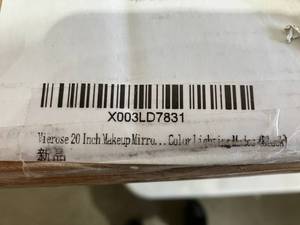 X003LD7831
Vierose 20 Inch Makeup Mirro... Color Lighting Modes (Black)
新品